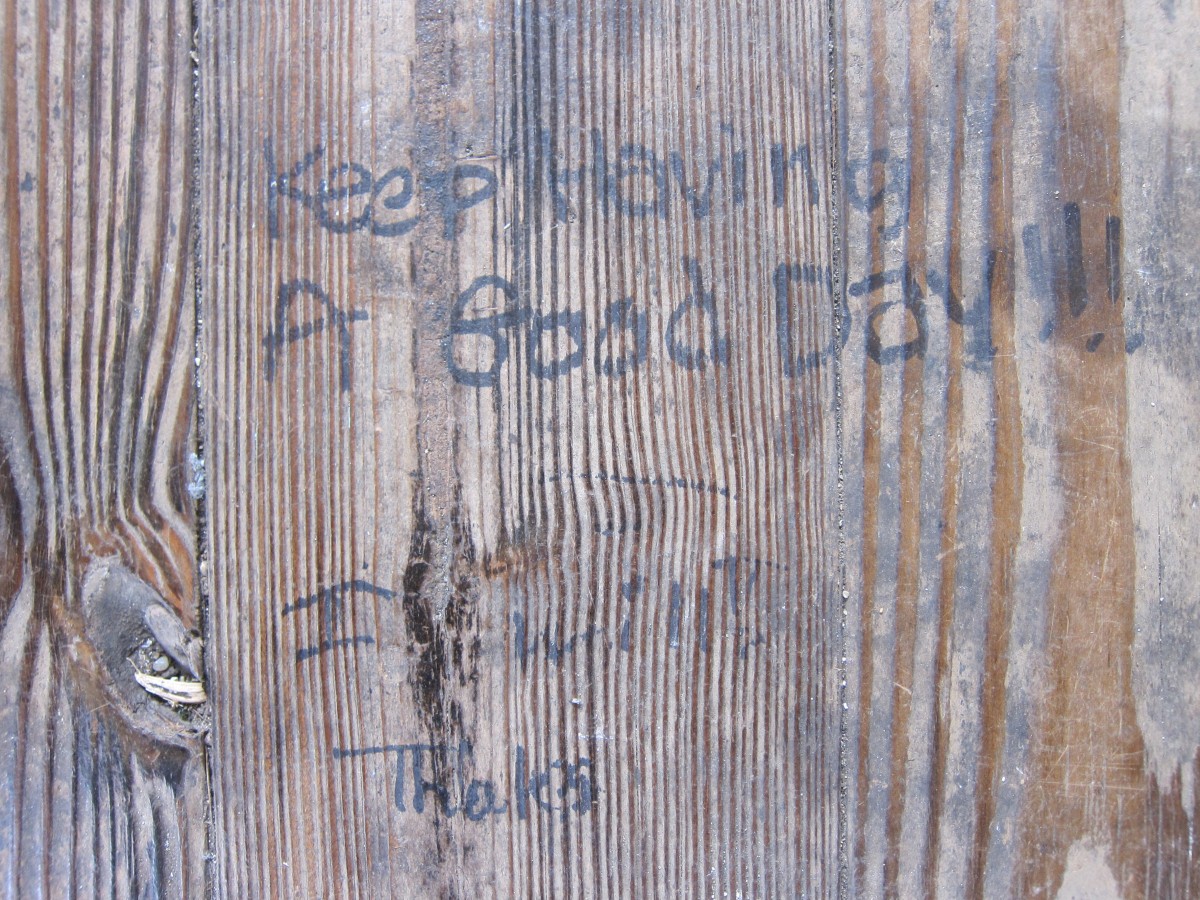 Keep Having
A Good Day!!!
I will!
Thaks